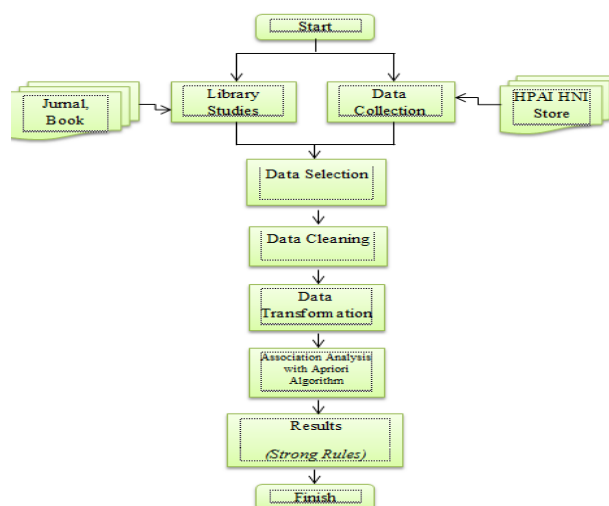 Start
Jurnal,
Book
Library
Studies
Data
Collection
HPAI HNI
Store
Data Selection
Data Cleaning
Data
Transformation
Association Analysis
with Apriori
Algorithm
Results
(Strong Rules)
Finish